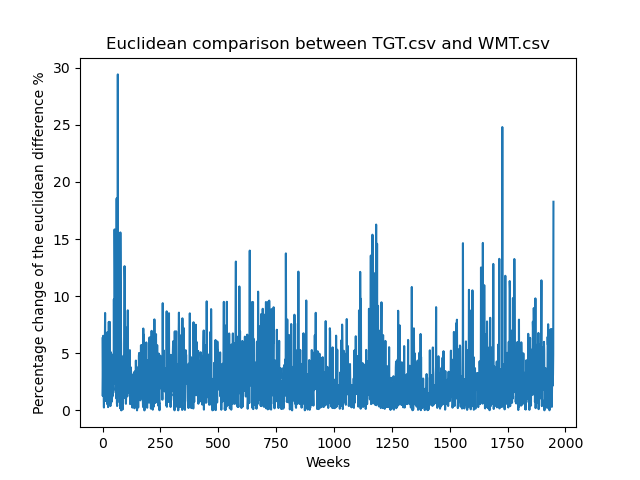 Euclidean comparison between TGT.csv and WMT.csv
Percentage change of the euclidean difference %
30
25
20
15
10
5
0
0 250 500 750 1000 1250 1500 1750 2000
Weeks